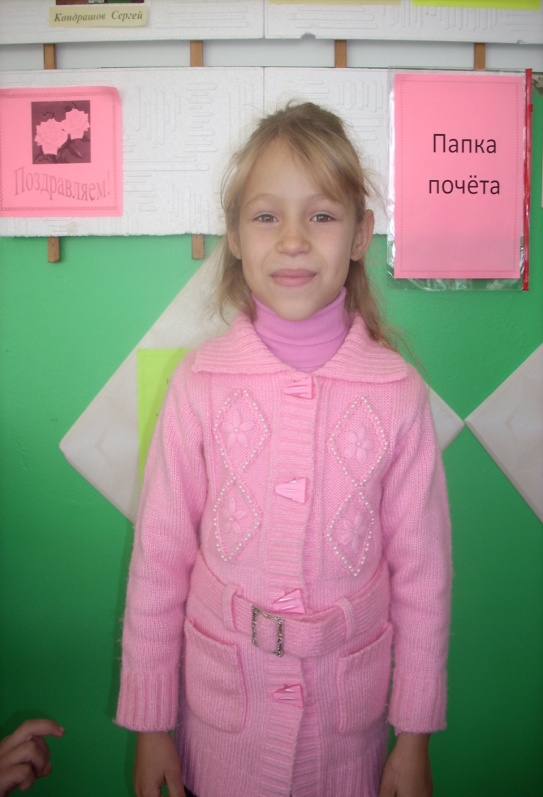 Кондрашов Сергей
Поздравляем!
Папка
почёта